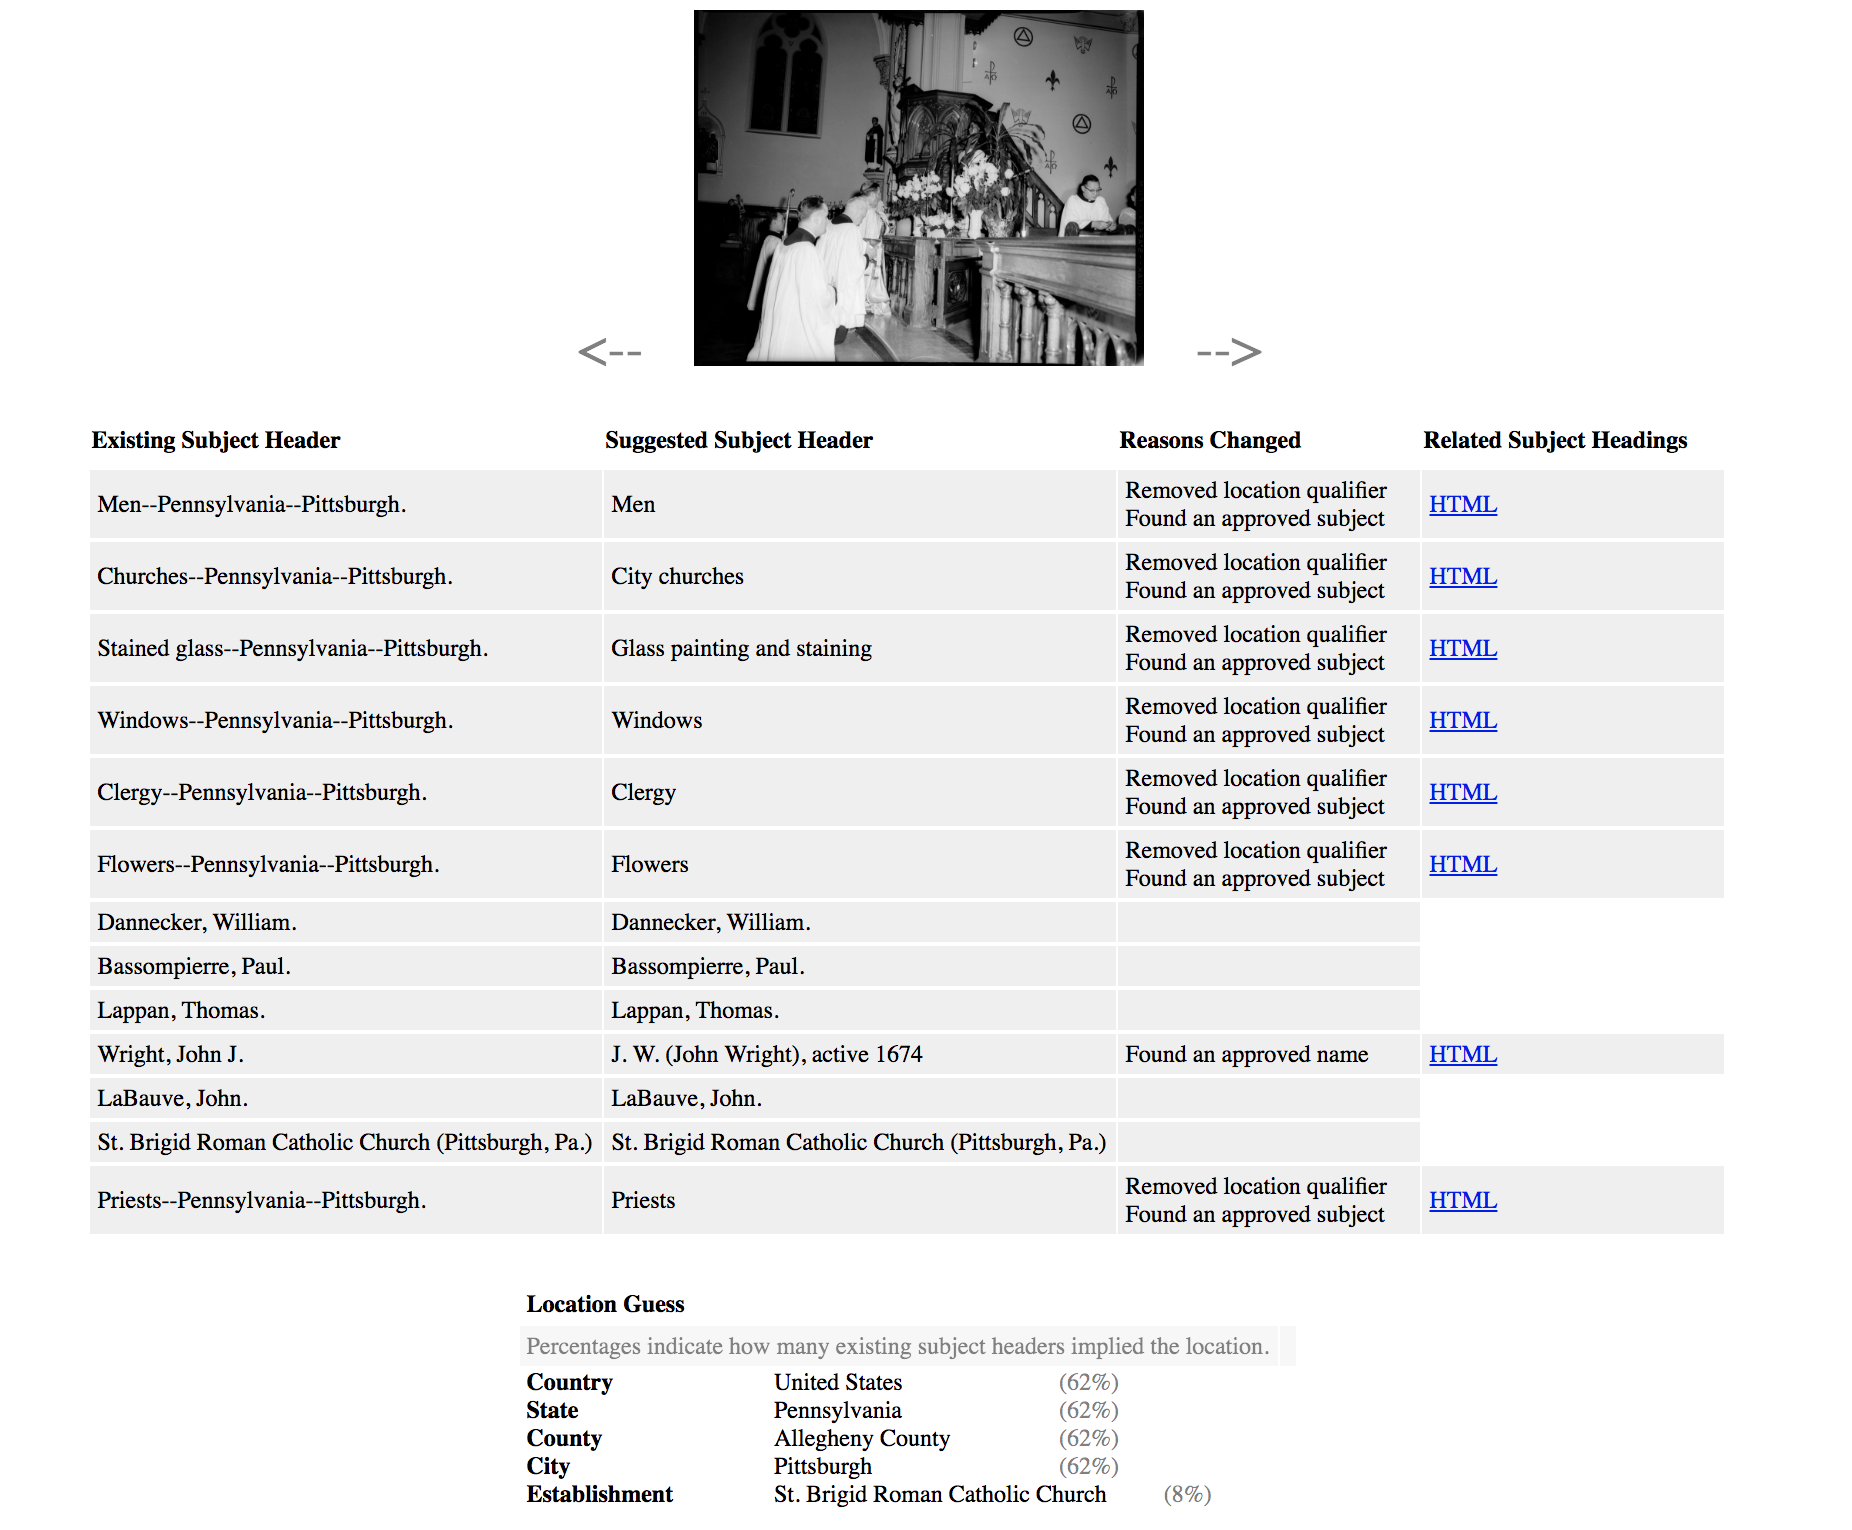 <-- -->
Existing Subject Header Suggested Subject Header Reasons Changed Related Subject Headings
Men--Pennsylvania--Pittsburgh. Men Removed location qualifier HTML
Found an approved subject
Churches--Pennsylvania--Pittsburgh. City churches Removed location qualifier HTML
Found an approved subject
Stained glass--Pennsylvania--Pittsburgh. Glass painting and staining Removed location qualifier HTML
Found an approved subject
Windows--Pennsylvania--Pittsburgh. Windows Removed location qualifier HTML
Found an approved subject
Clergy--Pennsylvania--Pittsburgh. Clergy Removed location qualifier HTML
Found an approved subject
Flowers--Pennsylvania--Pittsburgh. Flowers Removed location qualifier HTML
Found an approved subject
Dannecker, William. Dannecker, William.
Bassompierre, Paul. Bassompierre, Paul.
Lappan, Thomas. Lappan, Thomas.
Wright, John J. J. W. (John Wright), active 1674 Found an approved name HTML
LaBauve, John. LaBauve, John.
St. Brigid Roman Catholic Church (Pittsburgh, Pa.) St. Brigid Roman Catholic Church (Pittsburgh, Pa.)
Priests--Pennsylvania--Pittsburgh. Priests Removed location qualifier HTML
Found an approved subject
Location Guess
Percentages indicate how many existing subject headers implied the location.
Country United States (62%)
State Pennsylvania (62%)
County Allegheny County (62%)
City Pittsburgh (62%)
Establishment St. Brigid Roman Catholic Church (8%)